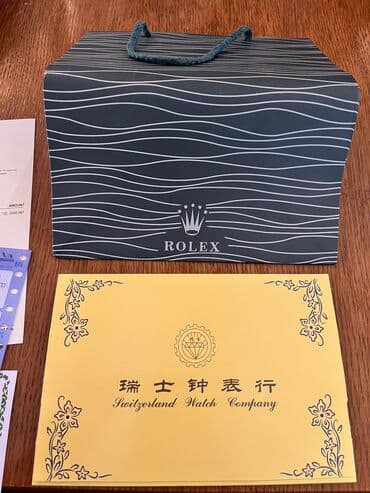 AMOUNT
ROLEX
瑞士钟表行
Switzerland Watch Company